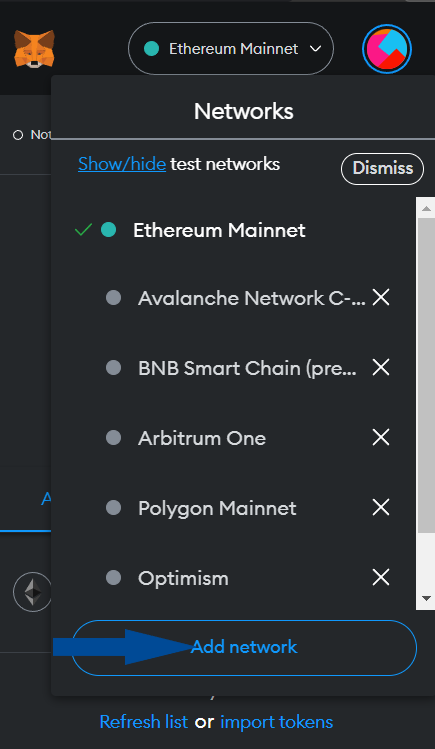 Ethereum Mainnet
Not
Networks
Show/hide test networks
Dismiss
Ethereum Mainnet
Avalanche Network C-...
BNB Smart Chain (pre...
Arbitrum One
Polygon Mainnet
Optimism
A
Add network
Refresh list or import tokens